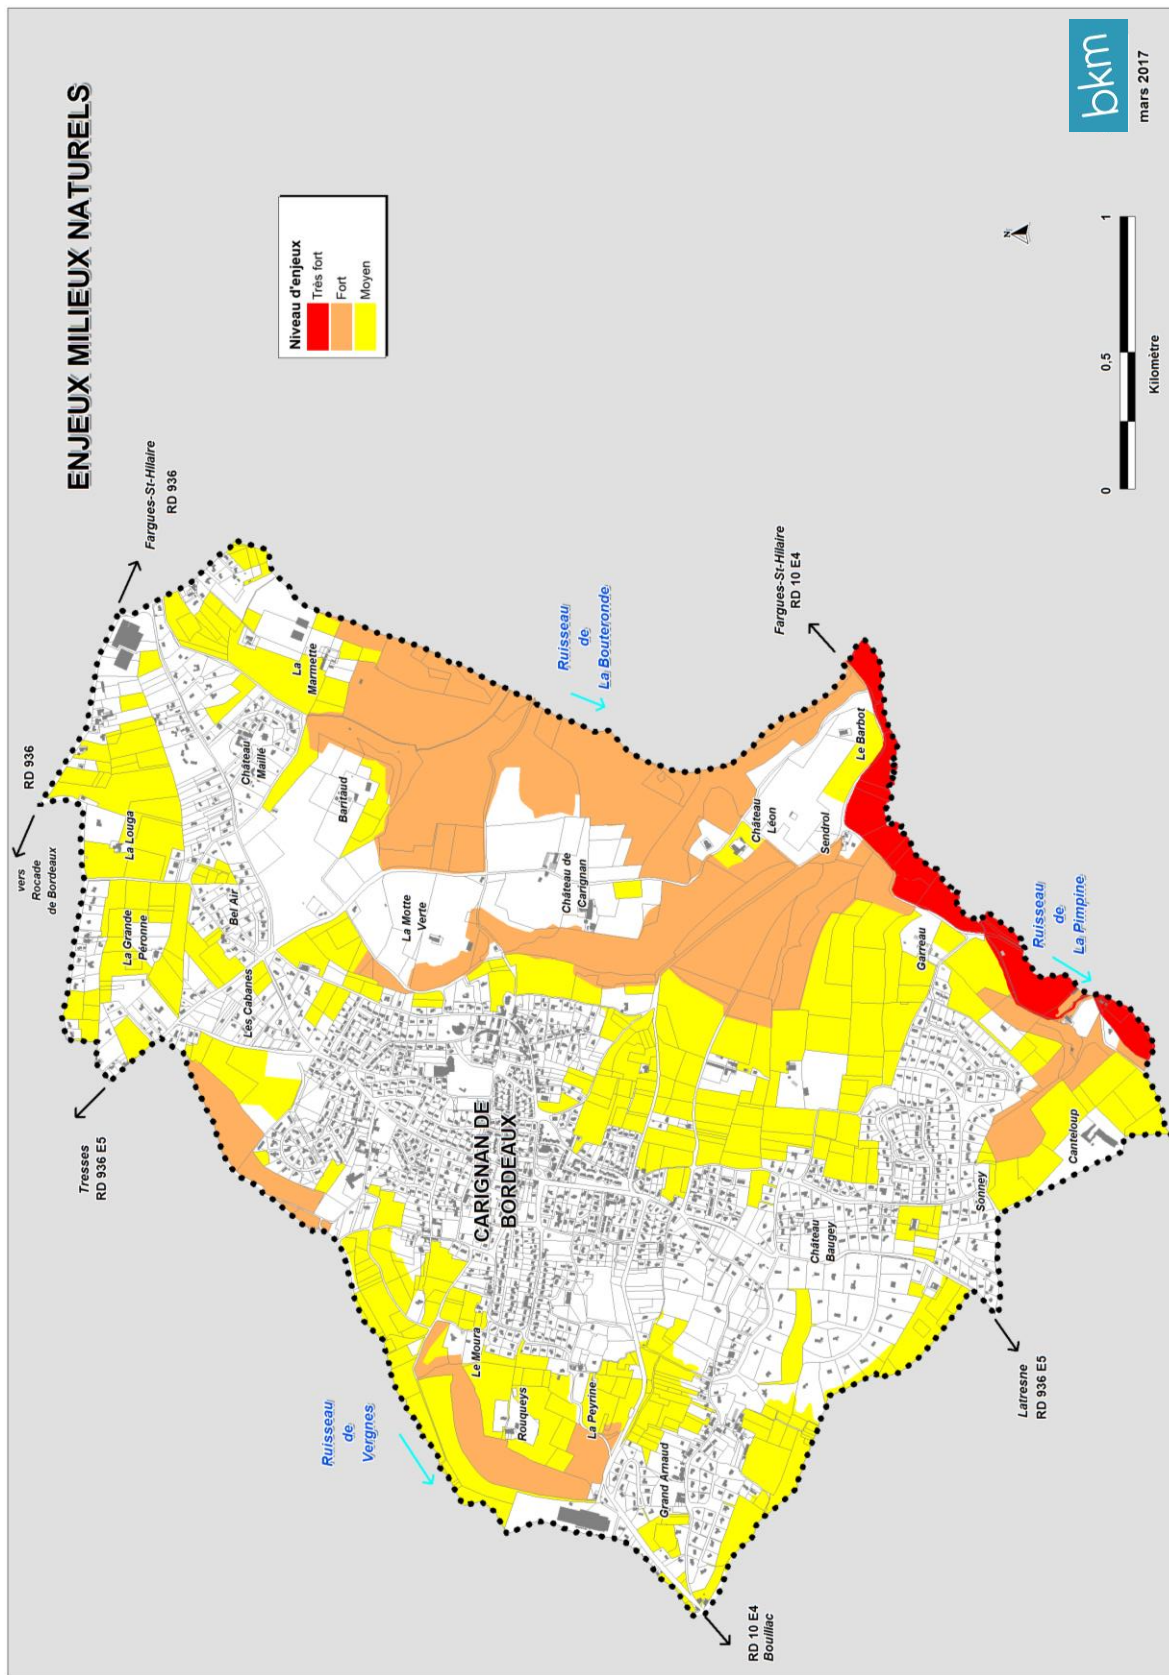 ENJEUX MILIEUX NATURELS
Niveau d'enjeu
Très fort
Fort
Moyen
vers
Rocade
de Bordeaux
RD 936
Fargues-St-Hilaire
RD 936
Tresses
RD 936 E5
La Grande
Péronne
La Louga
Bel Air
Les Cabanes
Château
Maillé
La
Marmette
Baritaud
La Motte
Verte
Château de
Carignan
CARIGNAN DE
BORDEAUX
Ruisseau
de
Vergnes
Ruisseau
de
La Bouteronde
Le Moura
Rouqueys
La Peyrine
Grand Arnaud
RD 10 E4
Bouilliac
Château
Baugey
Château
Léon
Sendrol
Le Barbot
Fargues-St-Hilaire
RD 10 E4
Garreau
Sonney
Canteloup
Latresne
RD 936 E5
Ruisseau
de
La Pimpine
N
0
0,5
1
Kilomètre
bkm
mars 2017